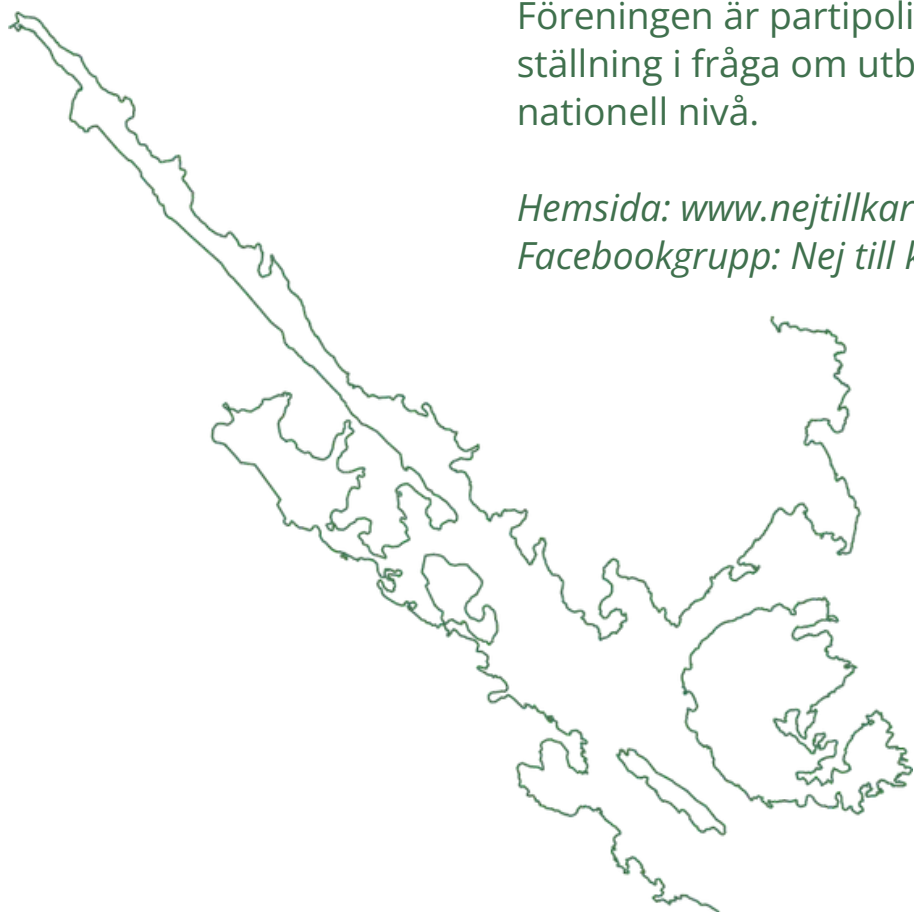 Föreningen är partipoli
ställning i fråga om utb
nationell nivå.
Hemsida: www.nejtillkar
Facebookgrupp: Nej till k